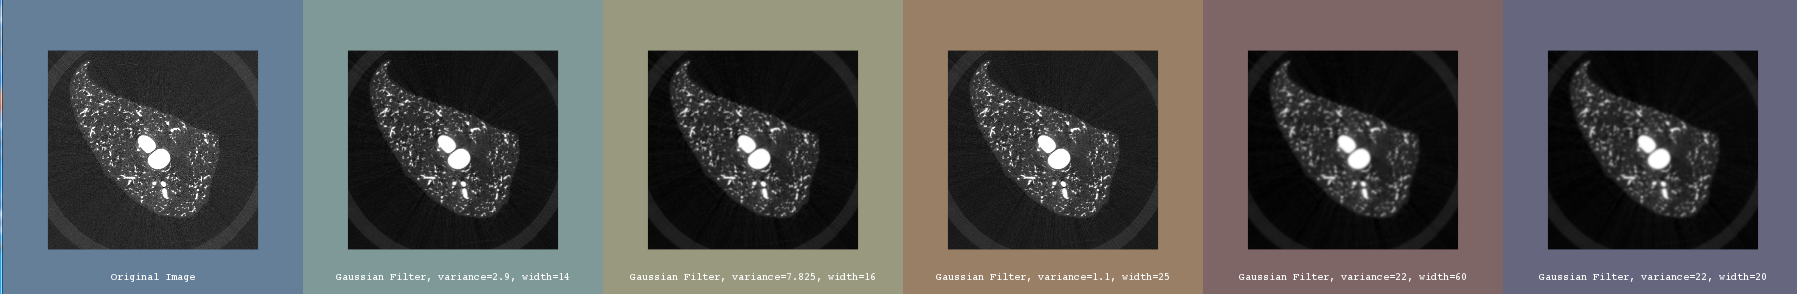 Original Image
Gaussian Filter, variance=2.9, width=14
Gaussian Filter, variance=7.825, width=16
Gaussian Filter, variance=1.1, width=25
Gaussian Filter, variance=22, width=60
Gaussian Filter, variance=22, width=20